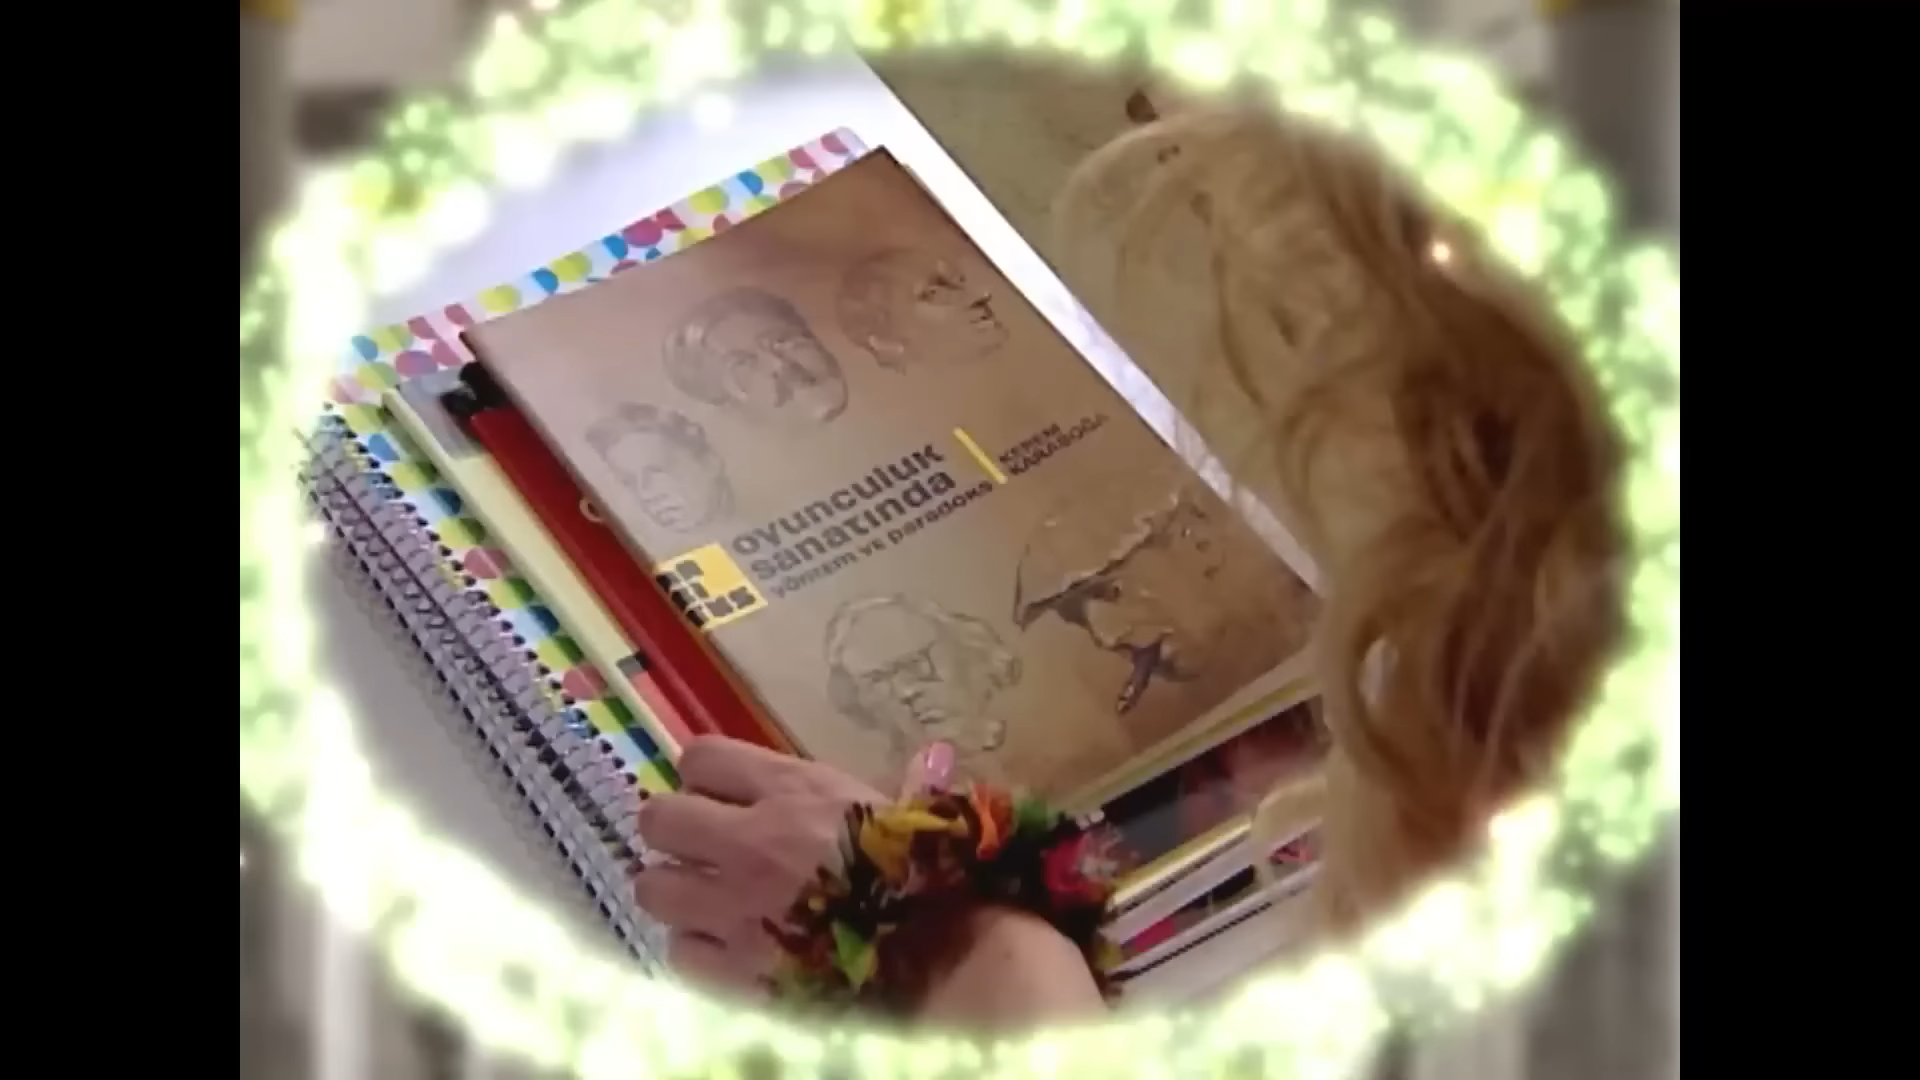 oyunculuk
sanatında
yöntem ve paradoks
KEREM
KARABOĞA